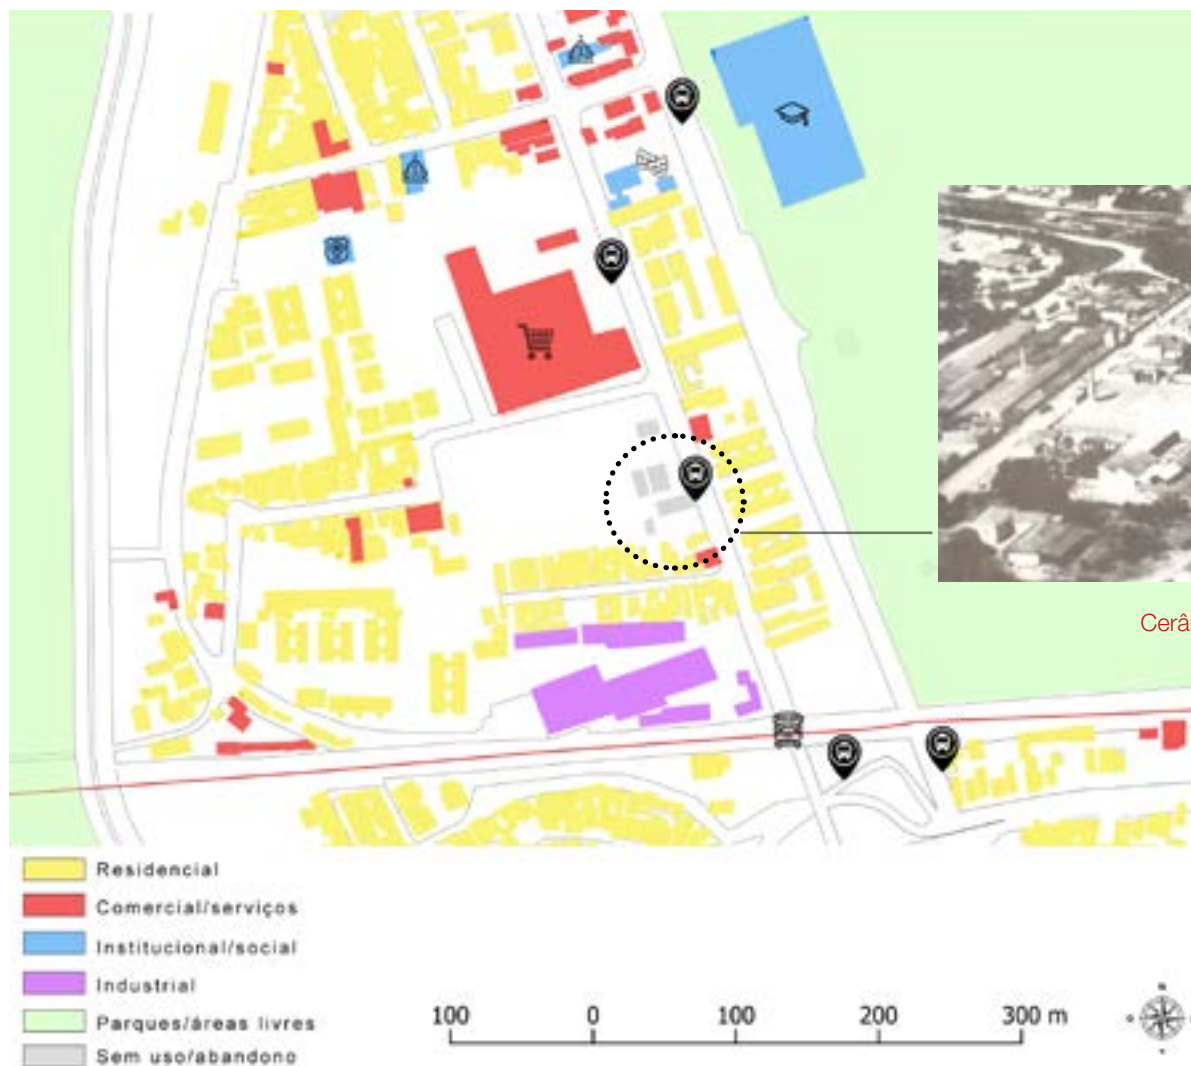 Cerâ
Residencial
Comercial/serviços
Institucional/social
Industrial
Parques/áreas livres
Sem uso/abandono
100 0 100 200 300 m